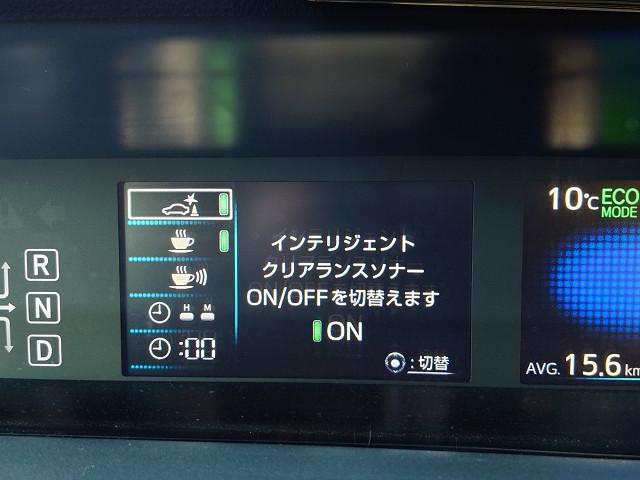 R
N
D
H M
:00
インテリジェント
クリアランスソナー
ON/OFFを切替えます
ON
:切替
10℃
ECO
MODE
AVG. 15.6 km